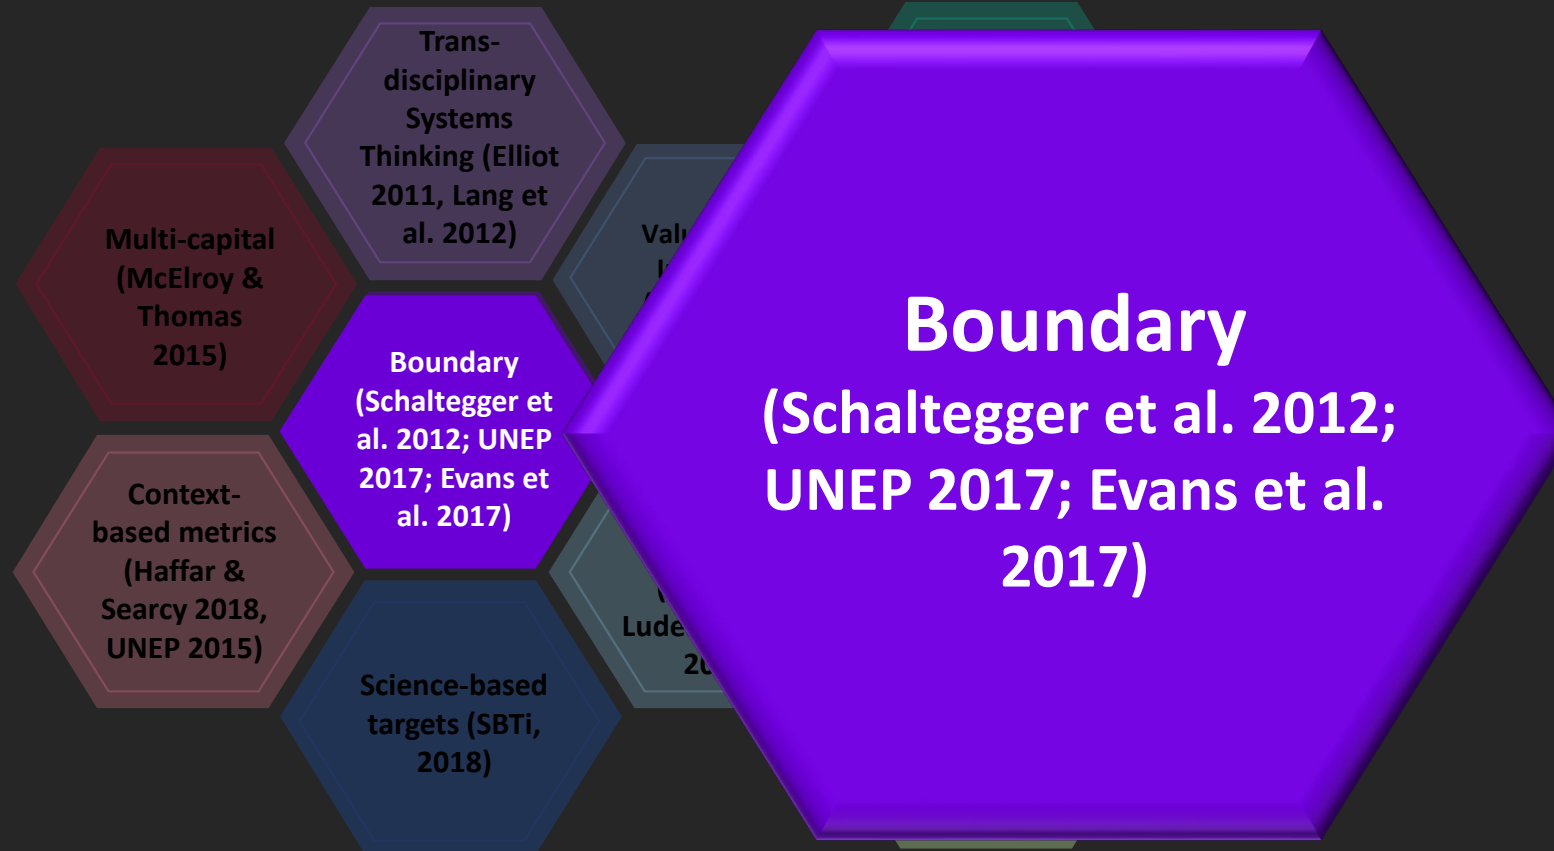 Trans-
disciplinary
Systems
Thinking (Elliot
2011, Lang et
al. 2012)
Multi-capital
(McElroy &
Thomas
2015)
Boundary
(Schaltegger et
al. 2012; UNEP
2017; Evans et
al. 2017)
Context-
based metrics
(Haffar &
Searcy 2018,
UNEP 2015)
Science-based
targets (SBTi,
2018)
Boundary
(Schaltegger et al. 2012;
UNEP 2017; Evans et al.
2017)